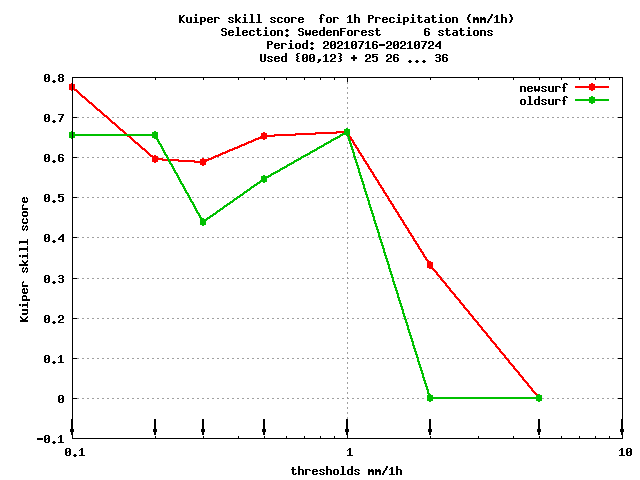 Kuiper skill score  for 1h Precipitation (mm/1h)
Selection: SwedenForest      6 stations
Period: 20210716-20210724
Used {00,12} + 25 26 ... 36
newsurf
oldsurf
0.8
0.7
0.6
0.5
0.4
0.3
0.2
0.1
0
-0.1
Kuiper skill score
0.1 1 10
thresholds mm/1h